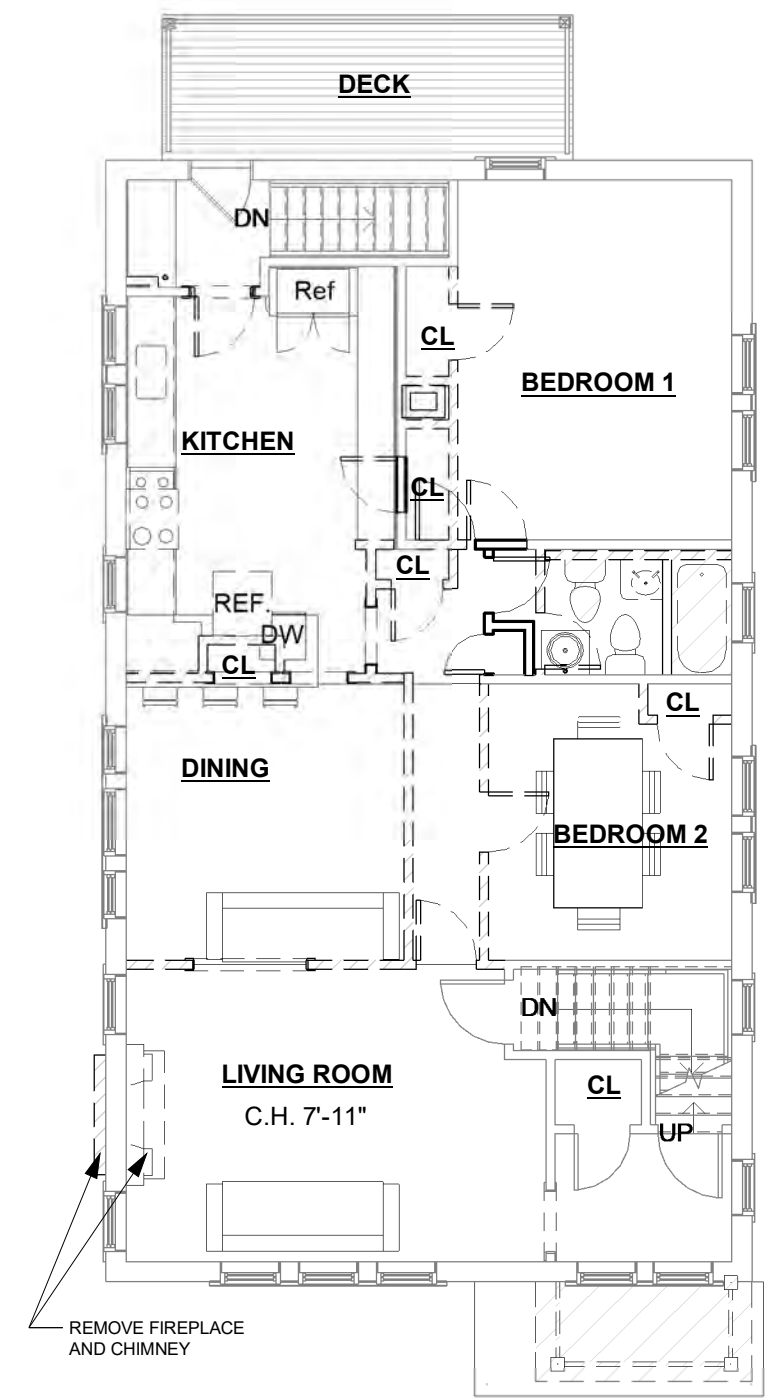 DECK
DN
Ref
CL
BEDROOM 1
KITCHEN
CL
CL
REF.
DW
CL
CL
DINING
BEDROOM 2
DN
LIVING ROOM
C.H. 7'-11"
CL
UP
REMOVE FIREPLACE
AND CHIMNEY